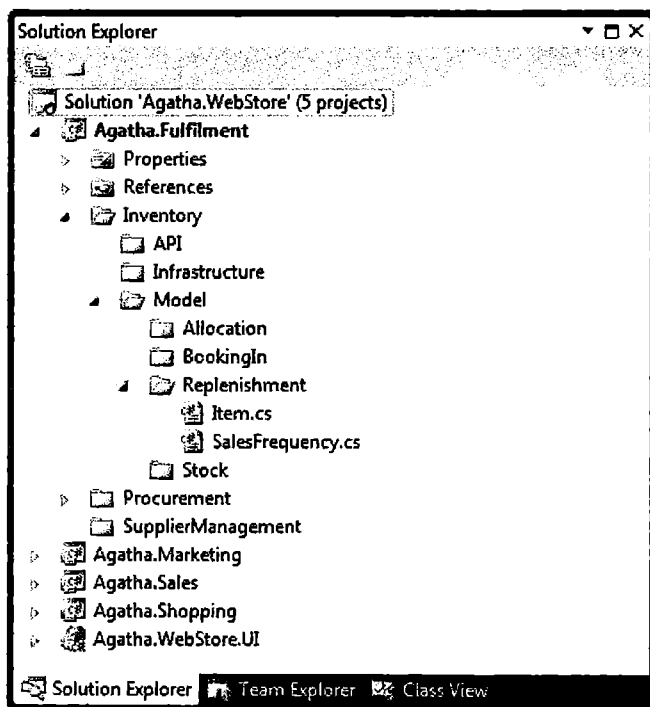 Solution Explorer
Solution 'Agatha.WebStore' (5 projects)
Agatha.Fulfilment
Properties
References
Inventory
API
Infrastructure
Model
Allocation
BookingIn
Replenishment
Item.cs
SalesFrequency.cs
Stock
Procurement
SupplierManagement
Agatha.Marketing
Agatha.Sales
Agatha.Shopping
Agatha.WebStore.UI
Solution Explorer Team Explorer Class View